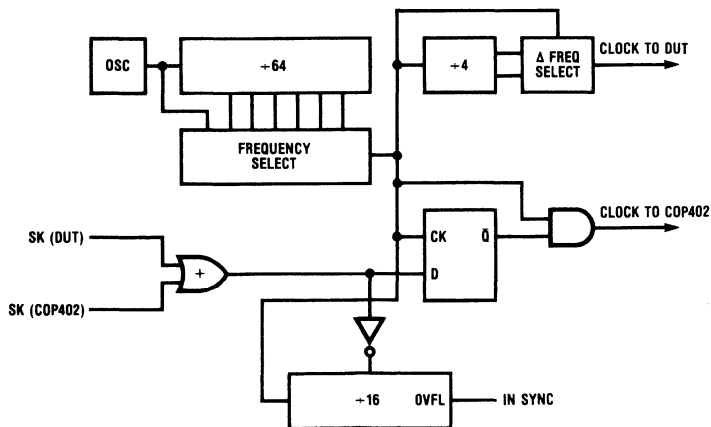 OSC
÷64
÷4
Δ FREQ
SELECT
CLOCK TO DUT
FREQUENCY
SELECT
CK
Q̄
D
CLOCK TO COP402
SK (DUT)
+
SK (COP402)
÷16
OVFL
IN SYNC